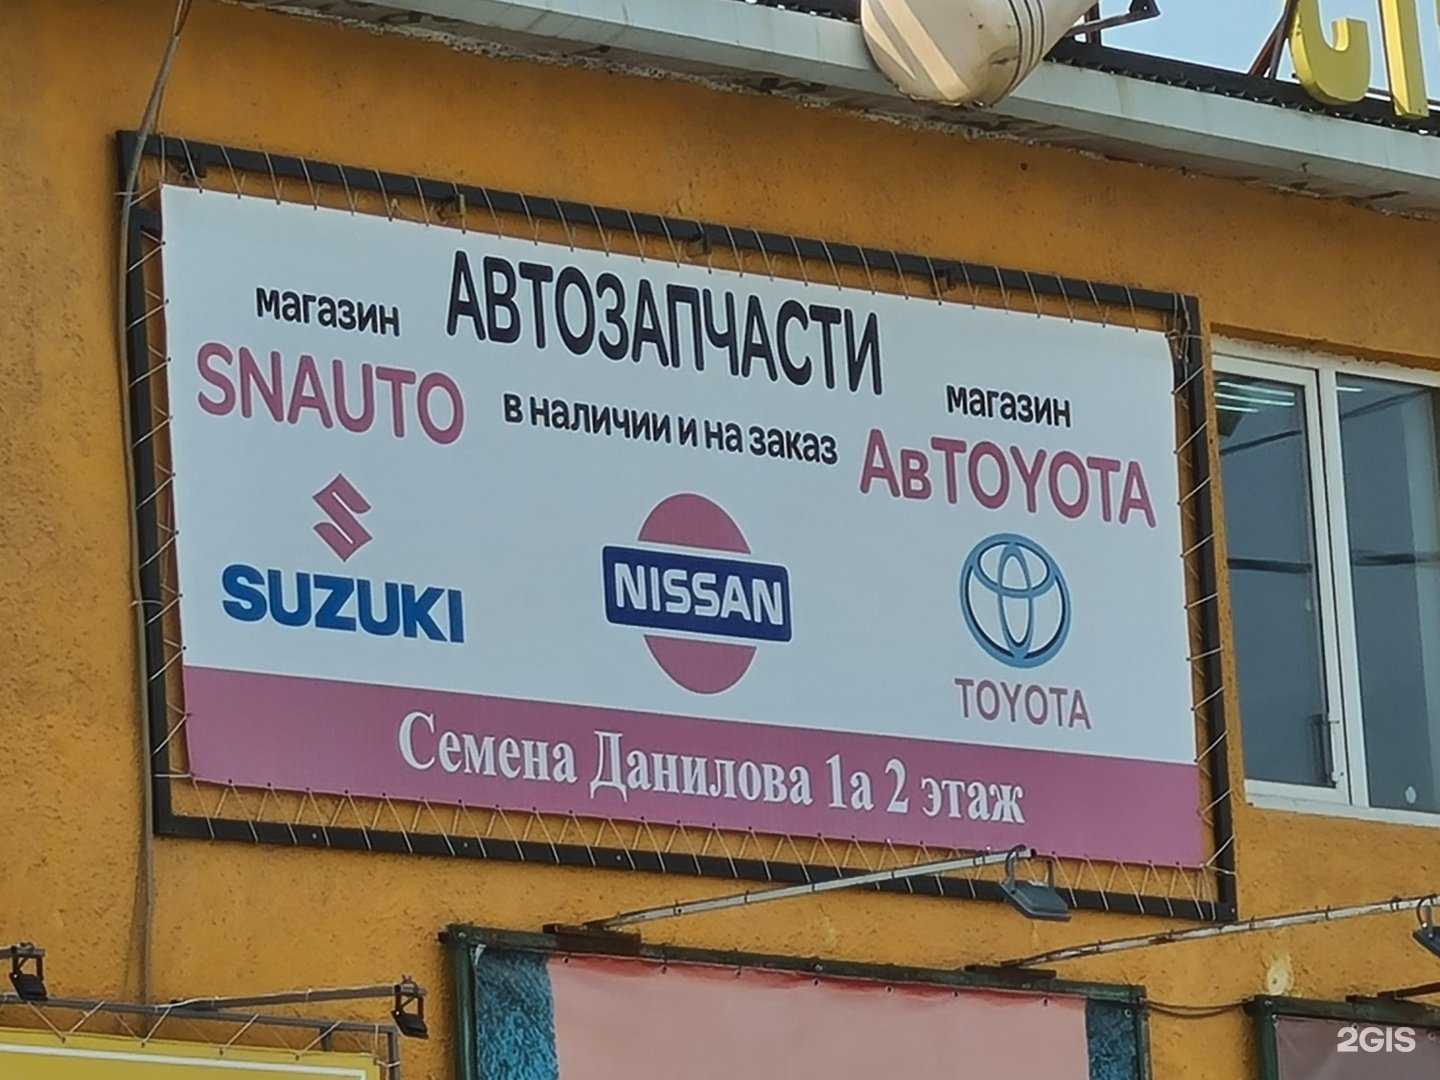 АВТОЗАПЧАСТИ
в наличии и на заказ
магазин
SNAUTO
магазин
АвTOYOTA
SUZUKI
NISSAN
TOYOTA
Семена Данилова 1а 2 этаж
2GIS